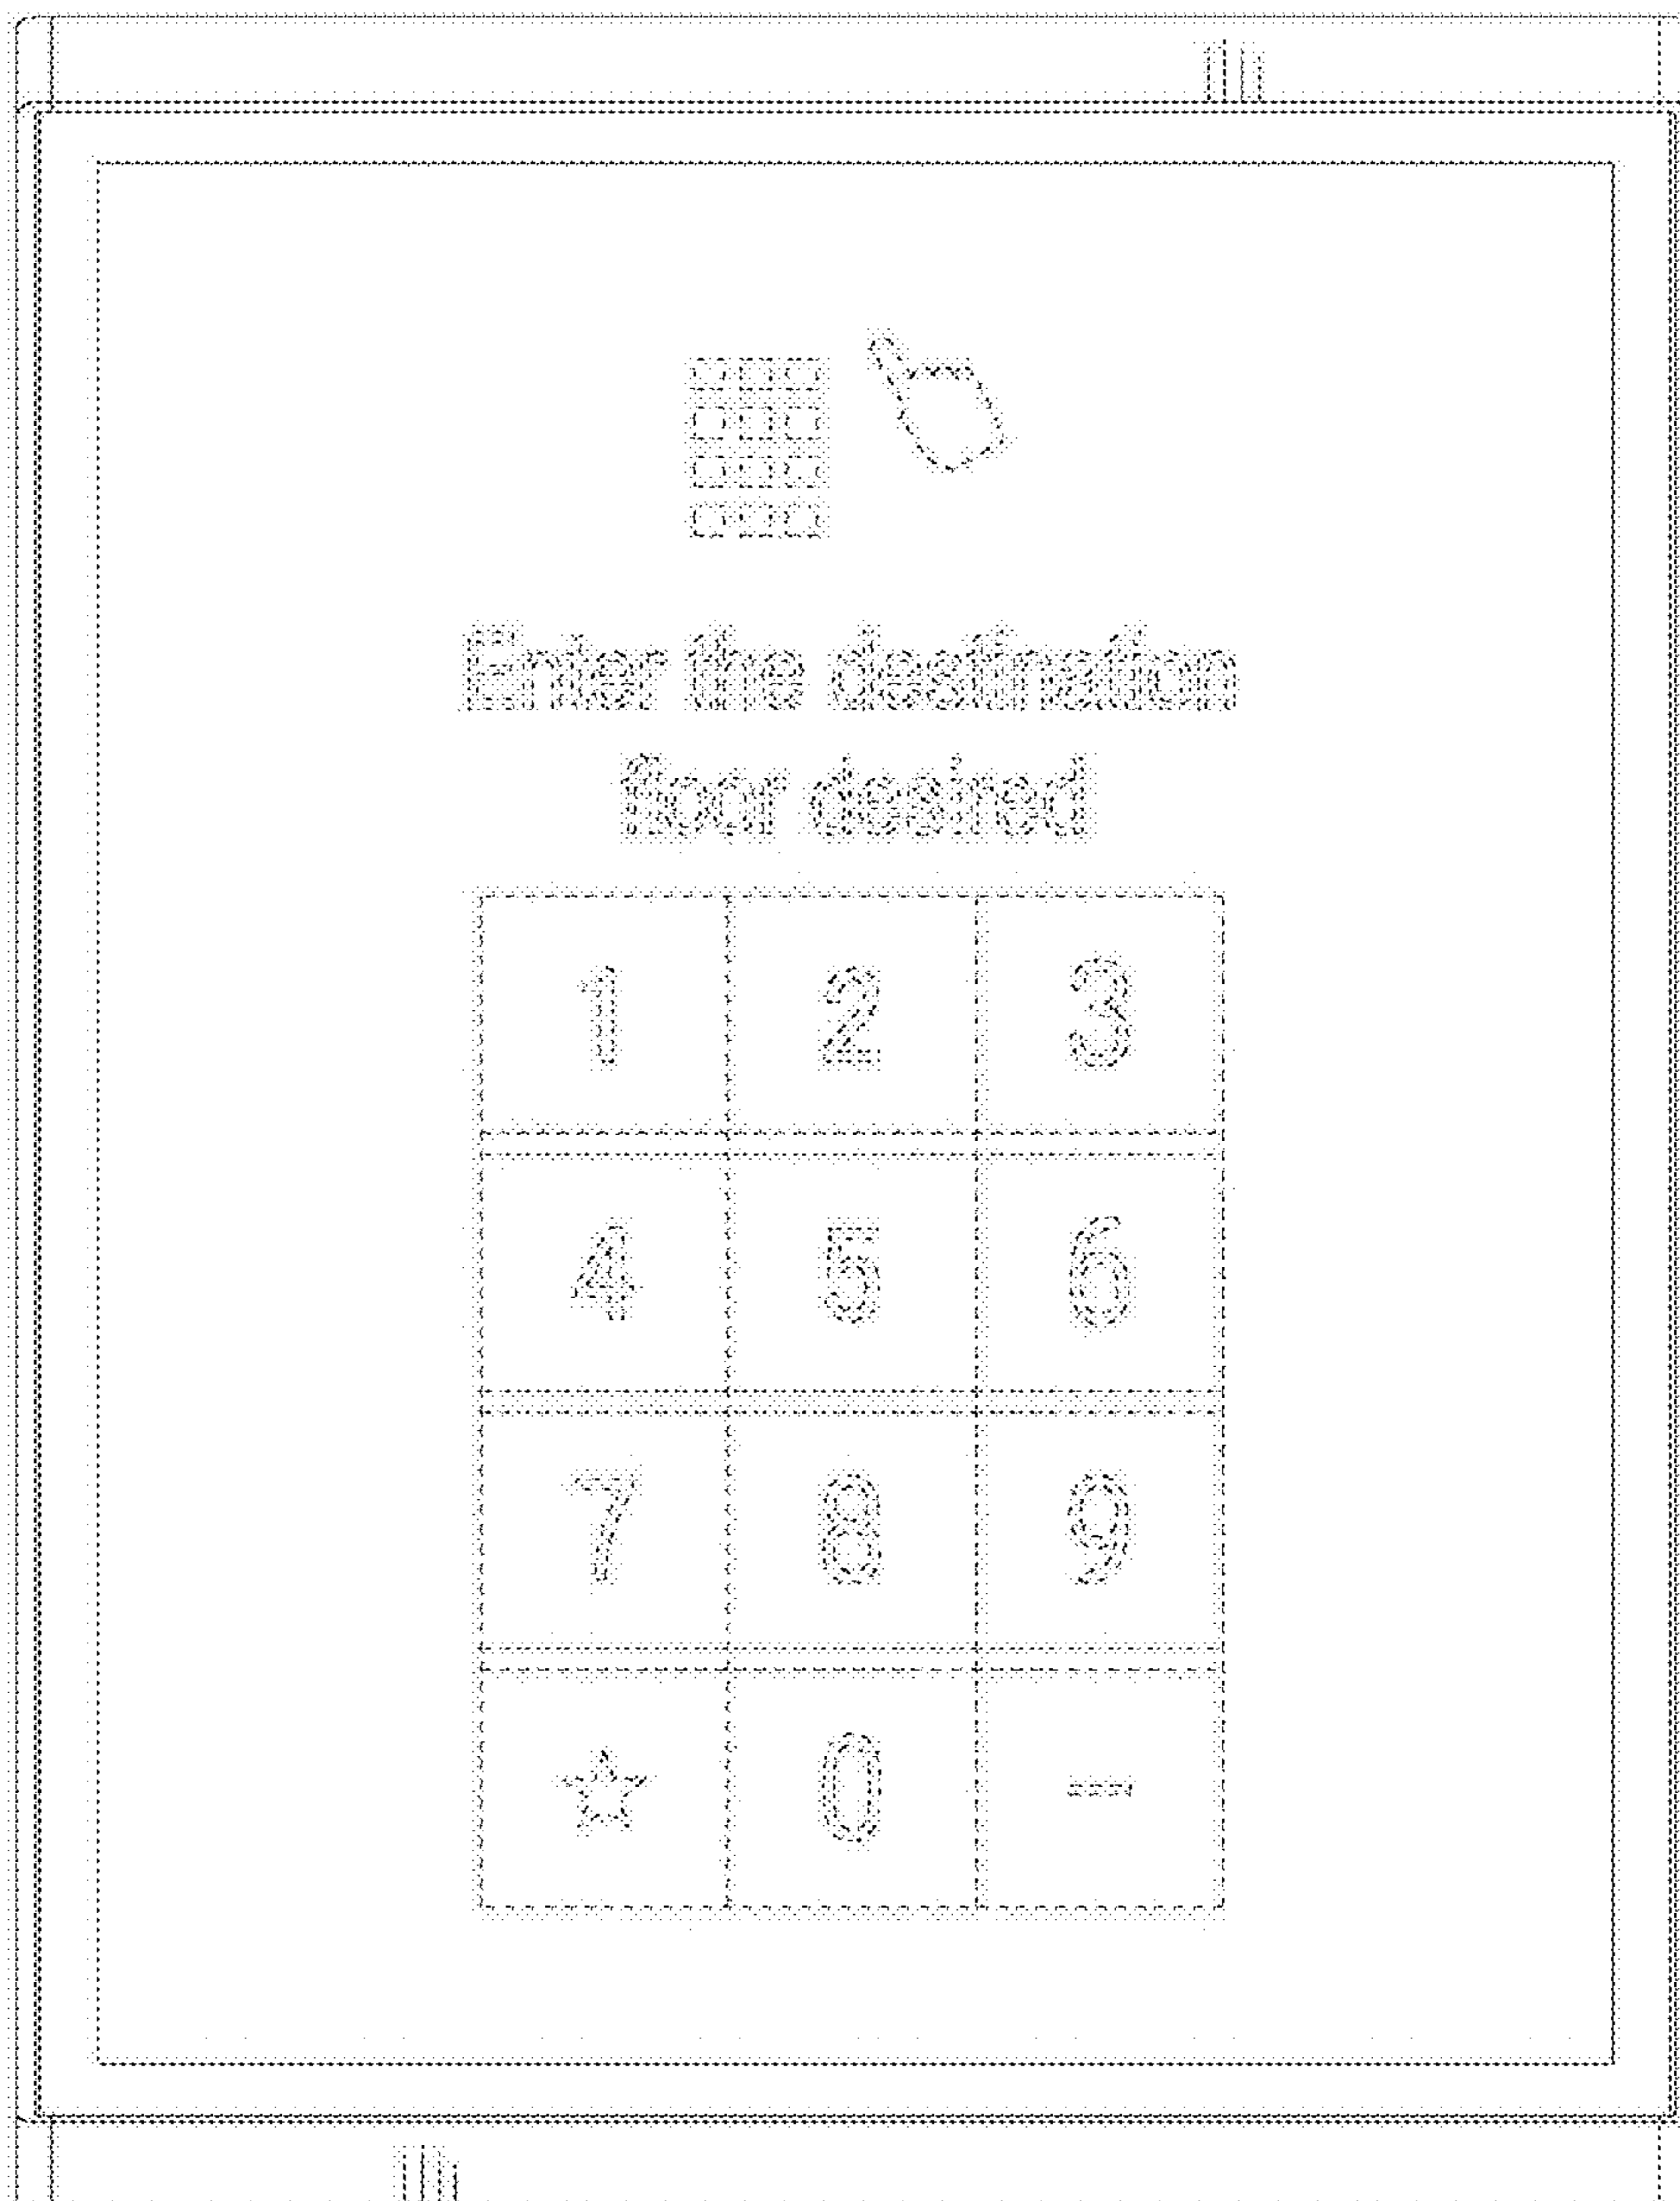 Enter the destination
floor desired
1 2 3
4 5 6
7 8 9
☆ 0 –